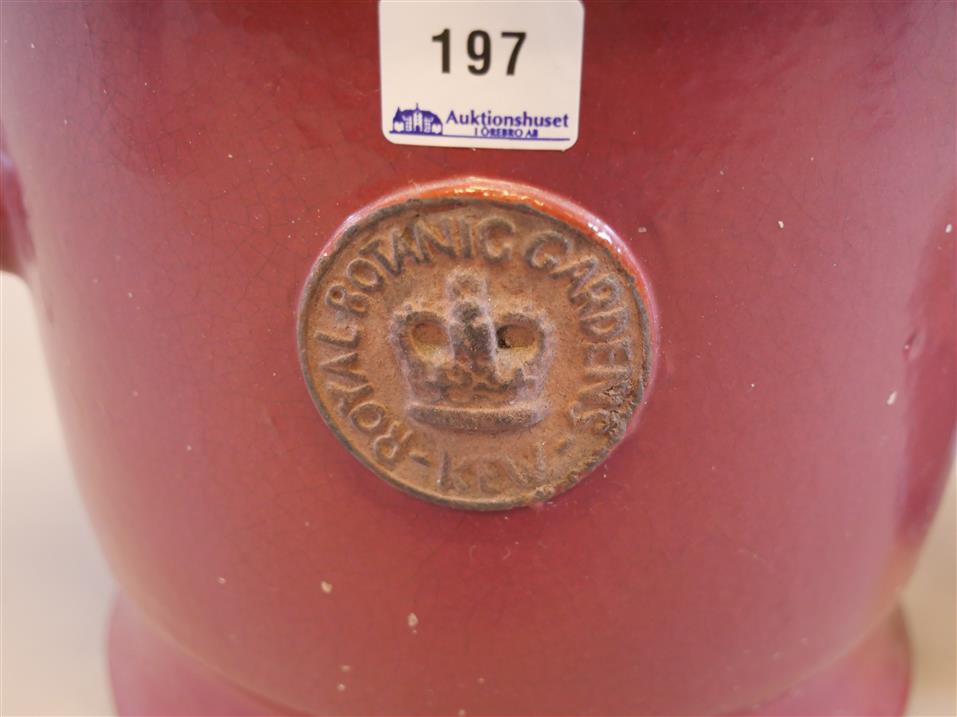 197
Auktionshuset
I ÖREBRO AB
ROYAL BOTANIC GARDENS
- KEW -